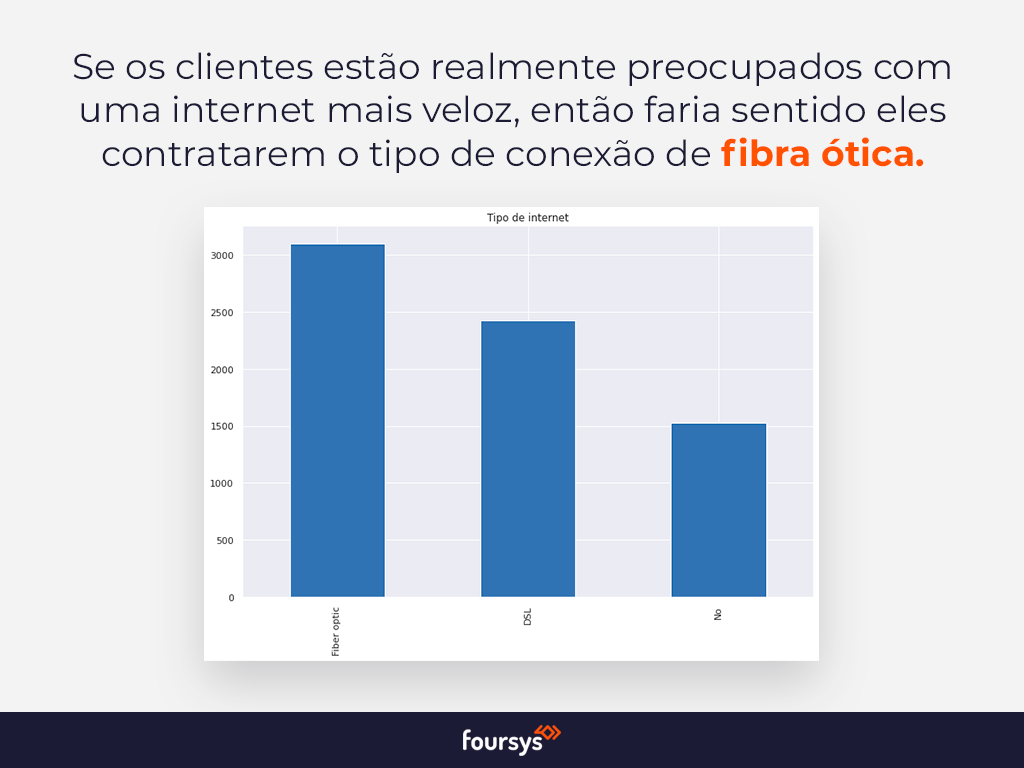 Se os clientes estão realmente preocupados com
uma internet mais veloz, então faria sentido eles
contratarem o tipo de conexão de fibra ótica.
Tipo de internet
3000
2500
2000
1500
1000
500
0
Fiber optic
DSL
No
foursys